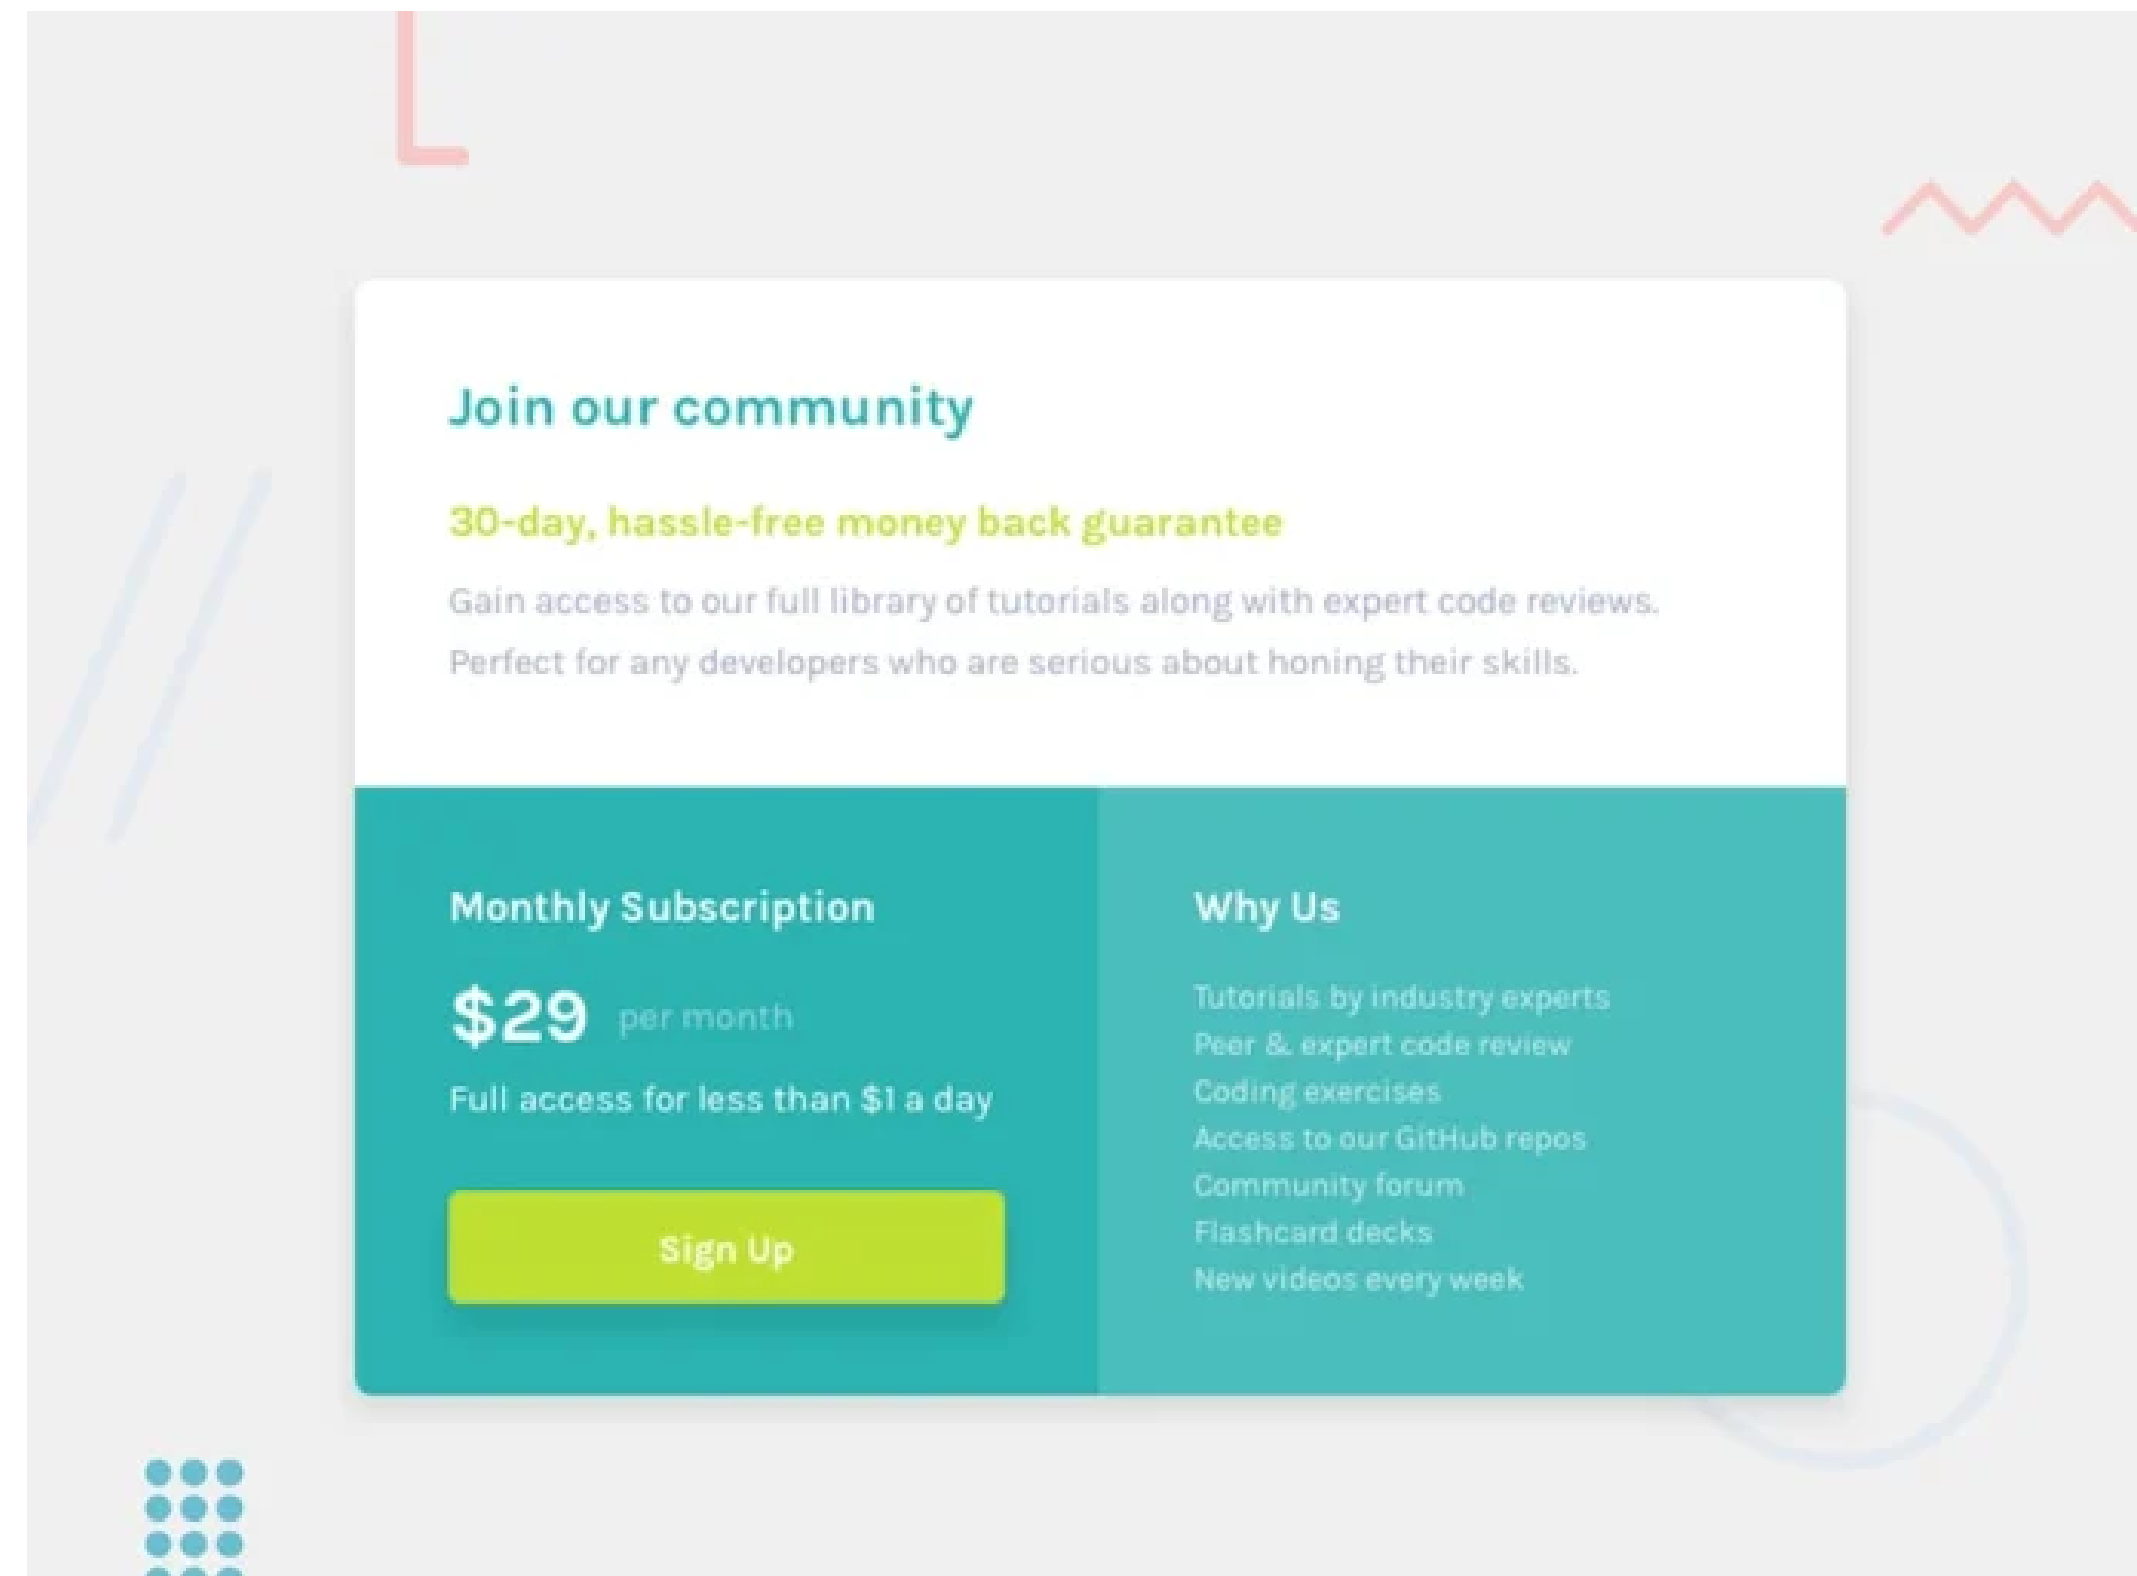 Join our community
30-day, hassle-free money back guarantee
Gain access to our full library of tutorials along with expert code reviews.
Perfect for any developers who are serious about honing their skills.
Monthly Subscription
$29 per month
Full access for less than $1 a day
Sign Up
Why Us
Tutorials by industry experts
Peer & expert code review
Coding exercises
Access to our GitHub repos
Community forum
Flashcard decks
New videos every week